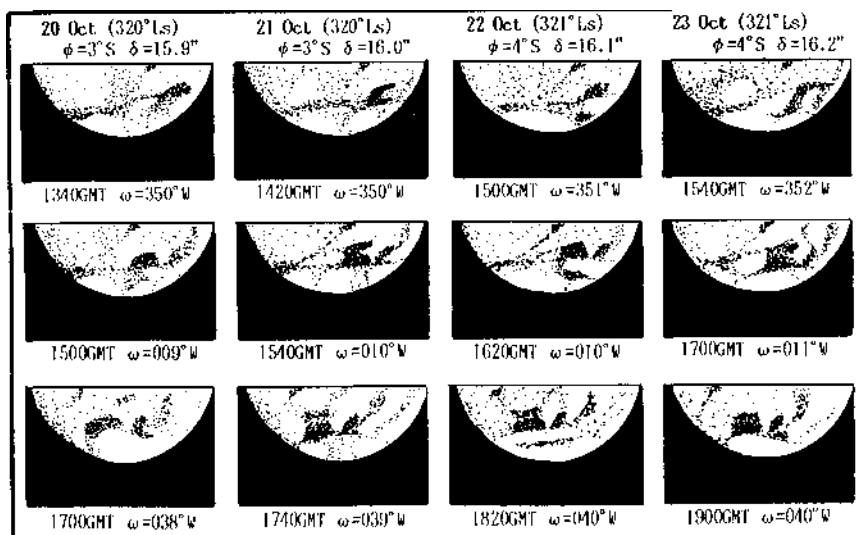 20 Oct (320°Ls) 21 Oct (320°Ls) 22 Oct (321°Ls) 23 Oct (321°Ls)
φ=3°S δ=15.9" φ=3°S δ=16.0" φ=4°S δ=16.1" φ=4°S δ=16.2"
1340GMT ω=350°W 1420GMT ω=350°W 1500GMT ω=351°W 1540GMT ω=352°W
1500GMT ω=009°W 1540GMT ω=010°W 1620GMT ω=010°W 1700GMT ω=011°W
1700GMT ω=038°W 1740GMT ω=039°W 1820GMT ω=040°W 1900GMT ω=040°W